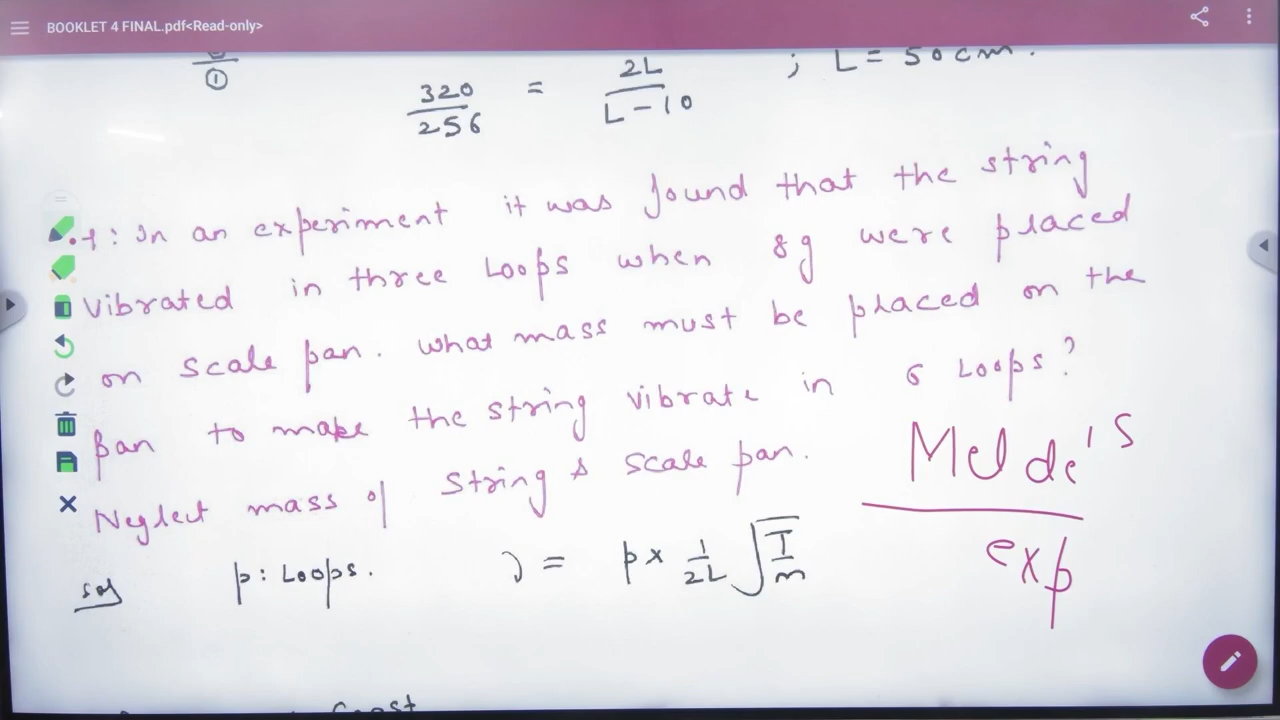 BOOKLET 4 FINAL.pdf<Read-only>
①
320/256 = 2L/(L-10) ; L = 50cm.
: In an experiment it was found that the string
vibrated in three Loops when 8g were placed
on scale pan. what mass must be placed on the
pan to make the string vibrate in 6 Loops?
Neglect mass of string & scale pan.
Melde's
exp
sol p: Loops. ν = p × 1/2L √T/m
Const